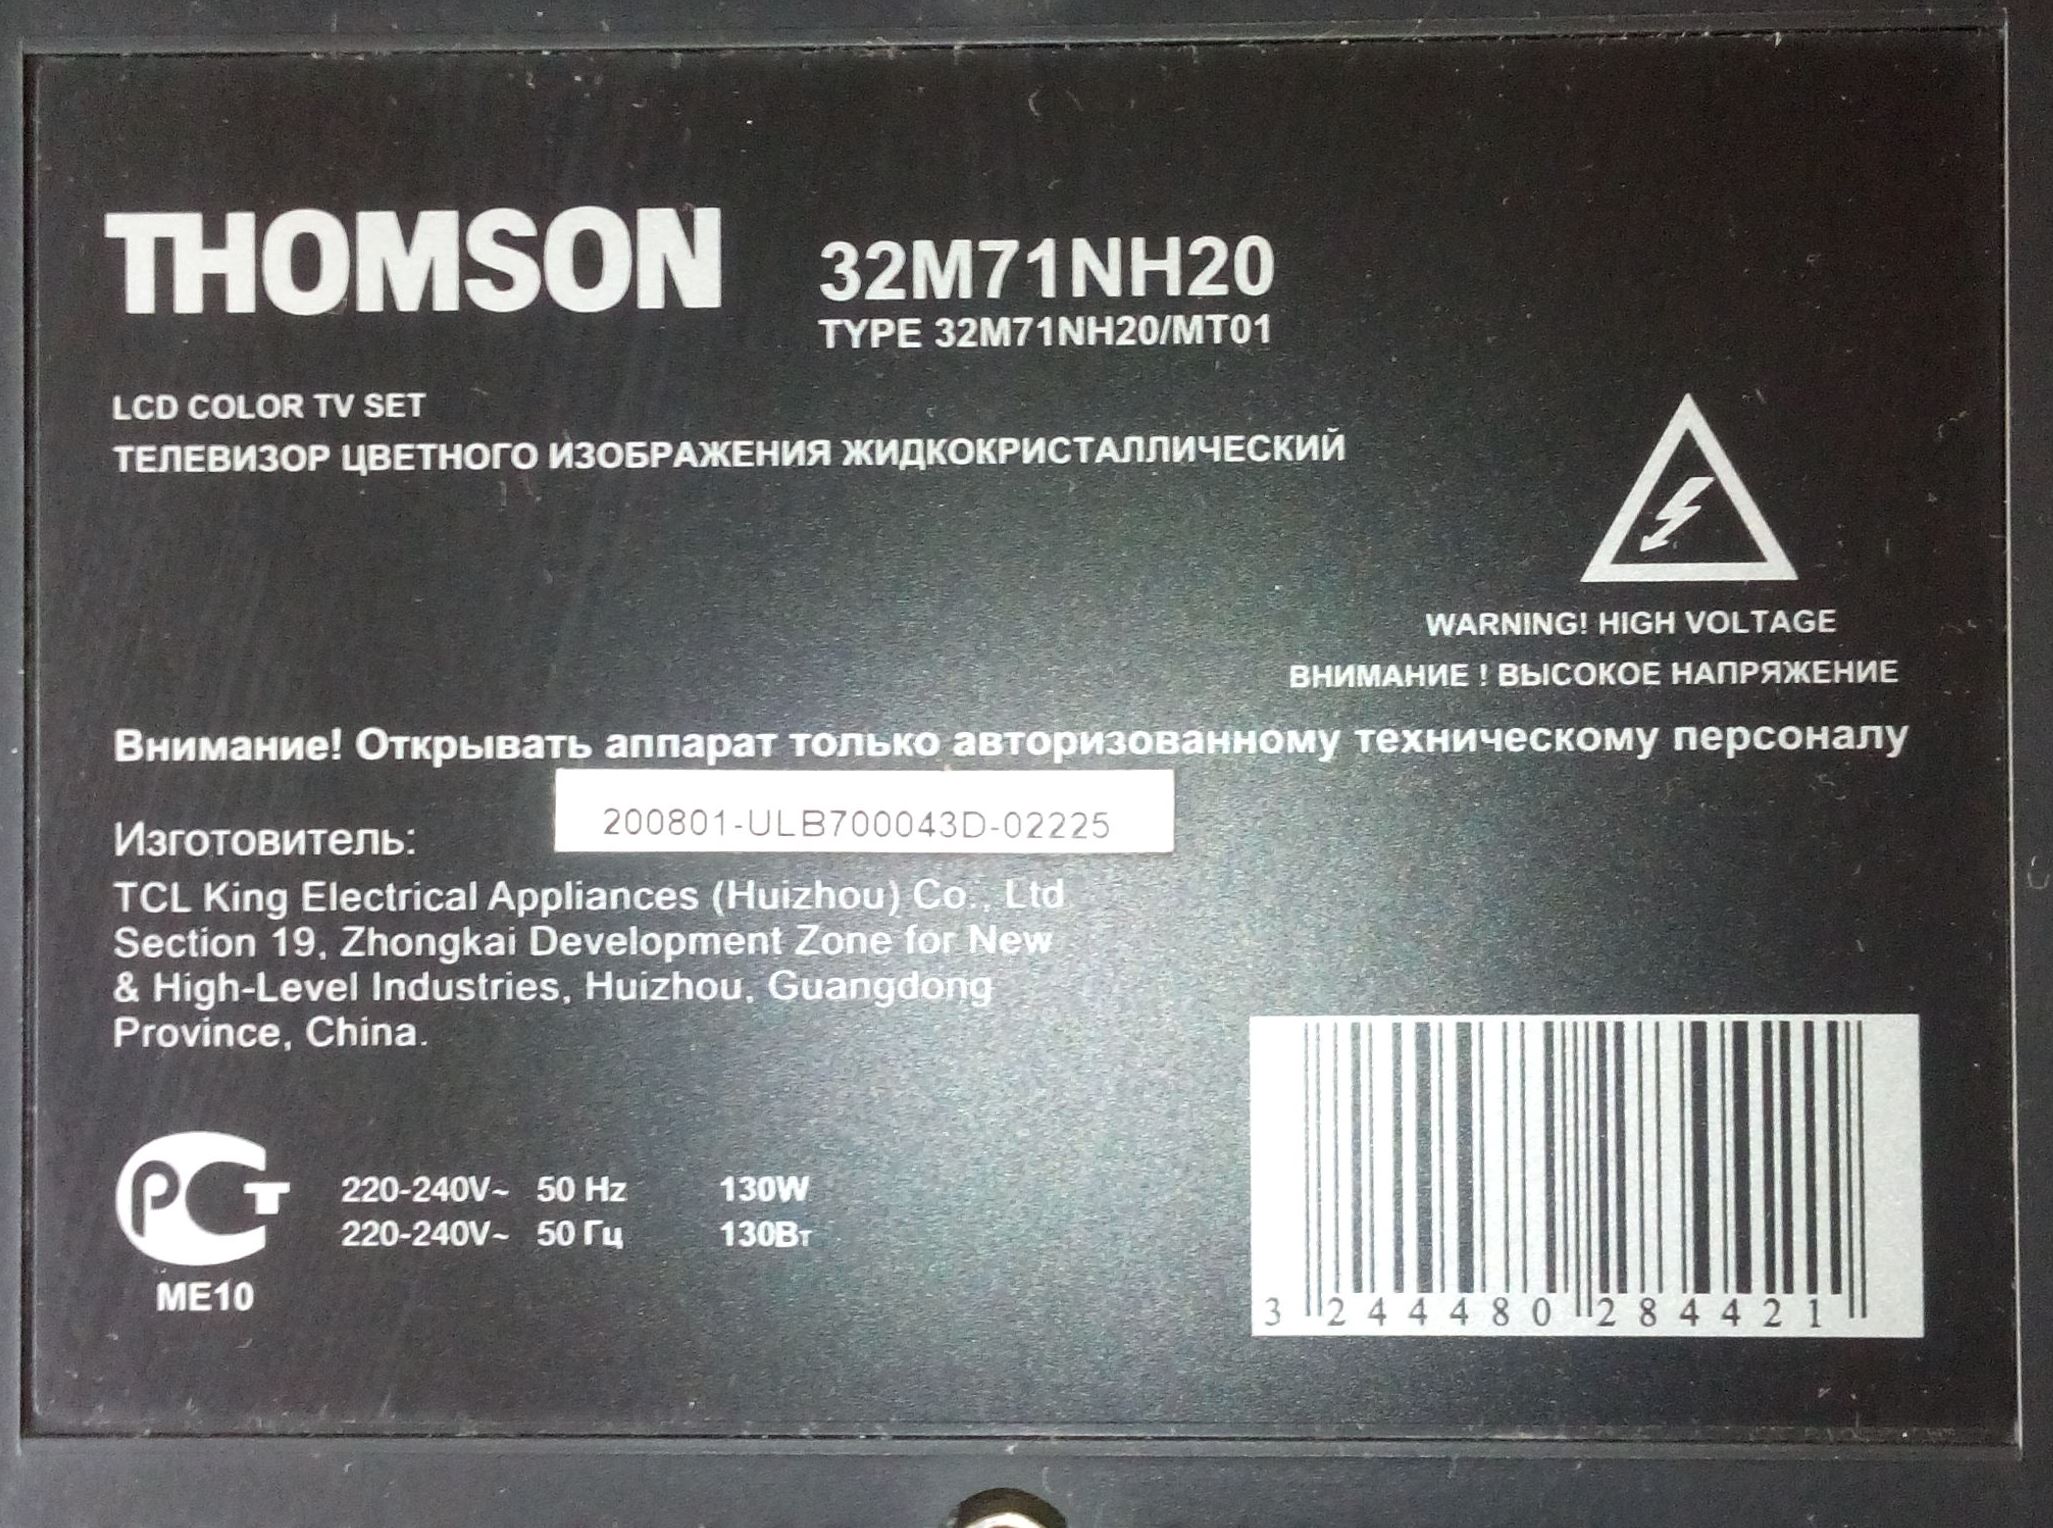 THOMSON 32M71NH20
TYPE 32M71NH20/MT01
LCD COLOR TV SET
ТЕЛЕВИЗОР ЦВЕТНОГО ИЗОБРАЖЕНИЯ ЖИДКОКРИСТАЛЛИЧЕСКИЙ
WARNING! HIGH VOLTAGE
ВНИМАНИЕ ! ВЫСОКОЕ НАПРЯЖЕНИЕ
Внимание! Открывать аппарат только авторизованному техническому персоналу
200801-ULB700043D-02225
Изготовитель:
TCL King Electrical Appliances (Huizhou) Co., Ltd
Section 19, Zhongkai Development Zone for New
& High-Level Industries, Huizhou, Guangdong
Province, China.
РСТ
220-240V~ 50 Hz 130W
220-240V~ 50 Гц 130Вт
ME10
3 244480 284421